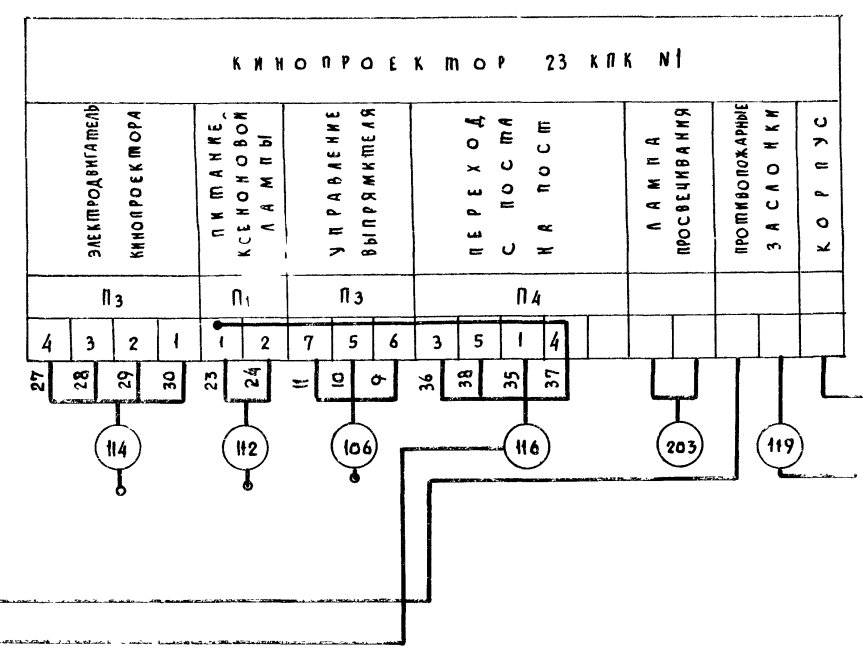 КИНОПРОЕКТОР 23 КПК №1
ЭЛЕКТРОДВИГАТЕЛЬ
КИНОПРОЕКТОРА
ПИТАНИЕ
КСЕНОНОВОЙ
ЛАМПЫ
УПРАВЛЕНИЕ
ВЫПРЯМИТЕЛЯ
ПЕРЕХОД
С ПОСТА
НА ПОСТ
ЛАМПА
ПРОСВЕЧИВАНИЯ
ПРОТИВОПОЖАРНЫЕ
ЗАСЛОНКИ
КОРПУС
П3 П1 П3 П4
4 3 2 1 1 2 7 5 6 3 5 1 4
27 28 29 30 23 24 11 10 9 36 38 35 37
114 112 106 116 203 119